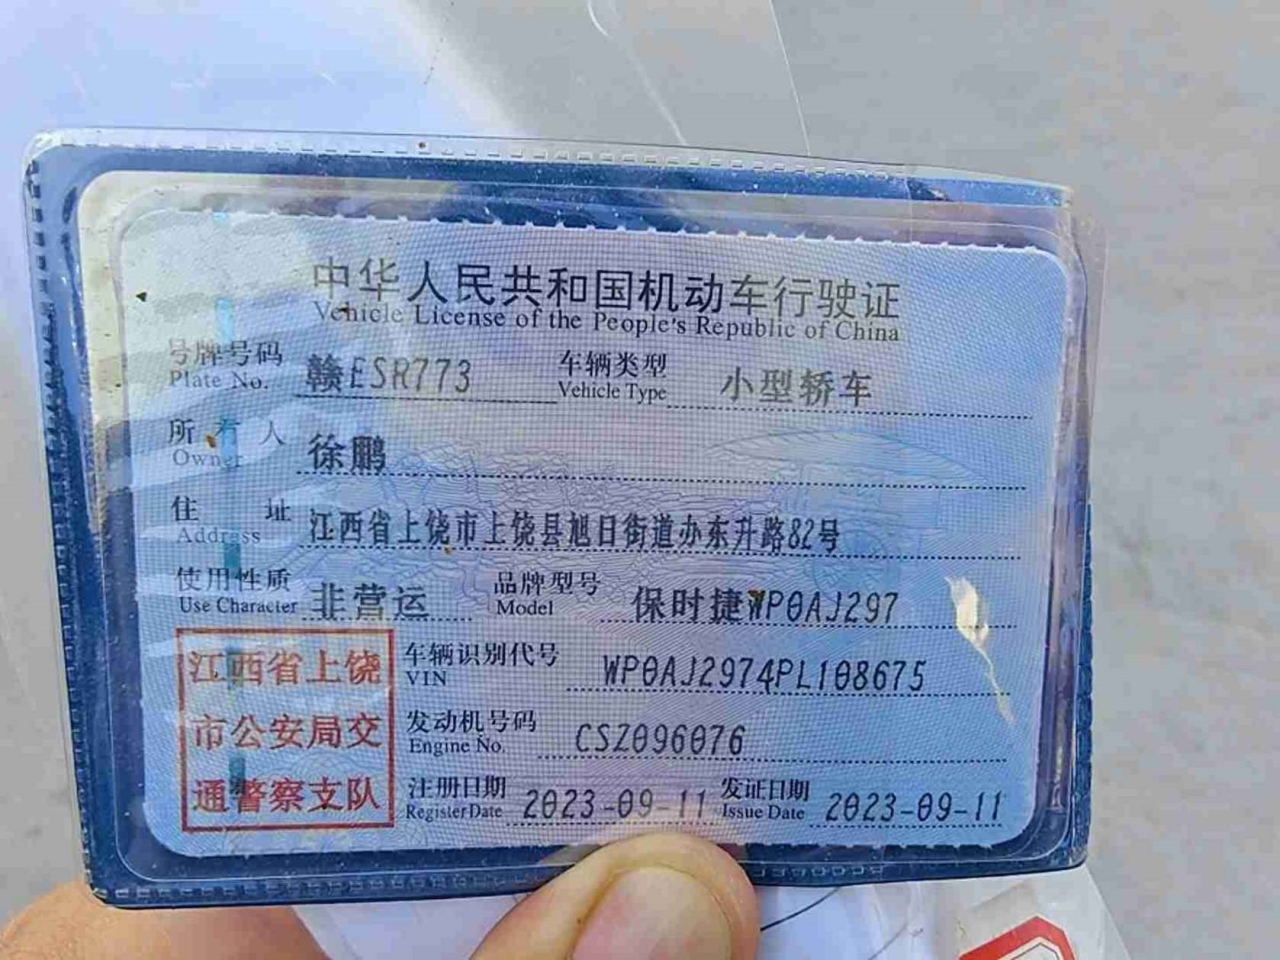 中华人民共和国机动车行驶证
Vehicle License of the People's Republic of China
号牌号码 赣ESR773 车辆类型 小型轿车
Plate No. Vehicle Type
所有人 徐鹏
Owner
住址 江西省上饶市上饶县旭日街道办东升路82号
Address
使用性质 非营运 品牌型号 保时捷WP0AJ297
Use Character Model
江西省上饶 车辆识别代号 WP0AJ2974PL108675
VIN
市公安局交 发动机号码 CSZ096076
Engine No.
通警察支队 注册日期 2023-09-11 发证日期 2023-09-11
Register Date Issue Date